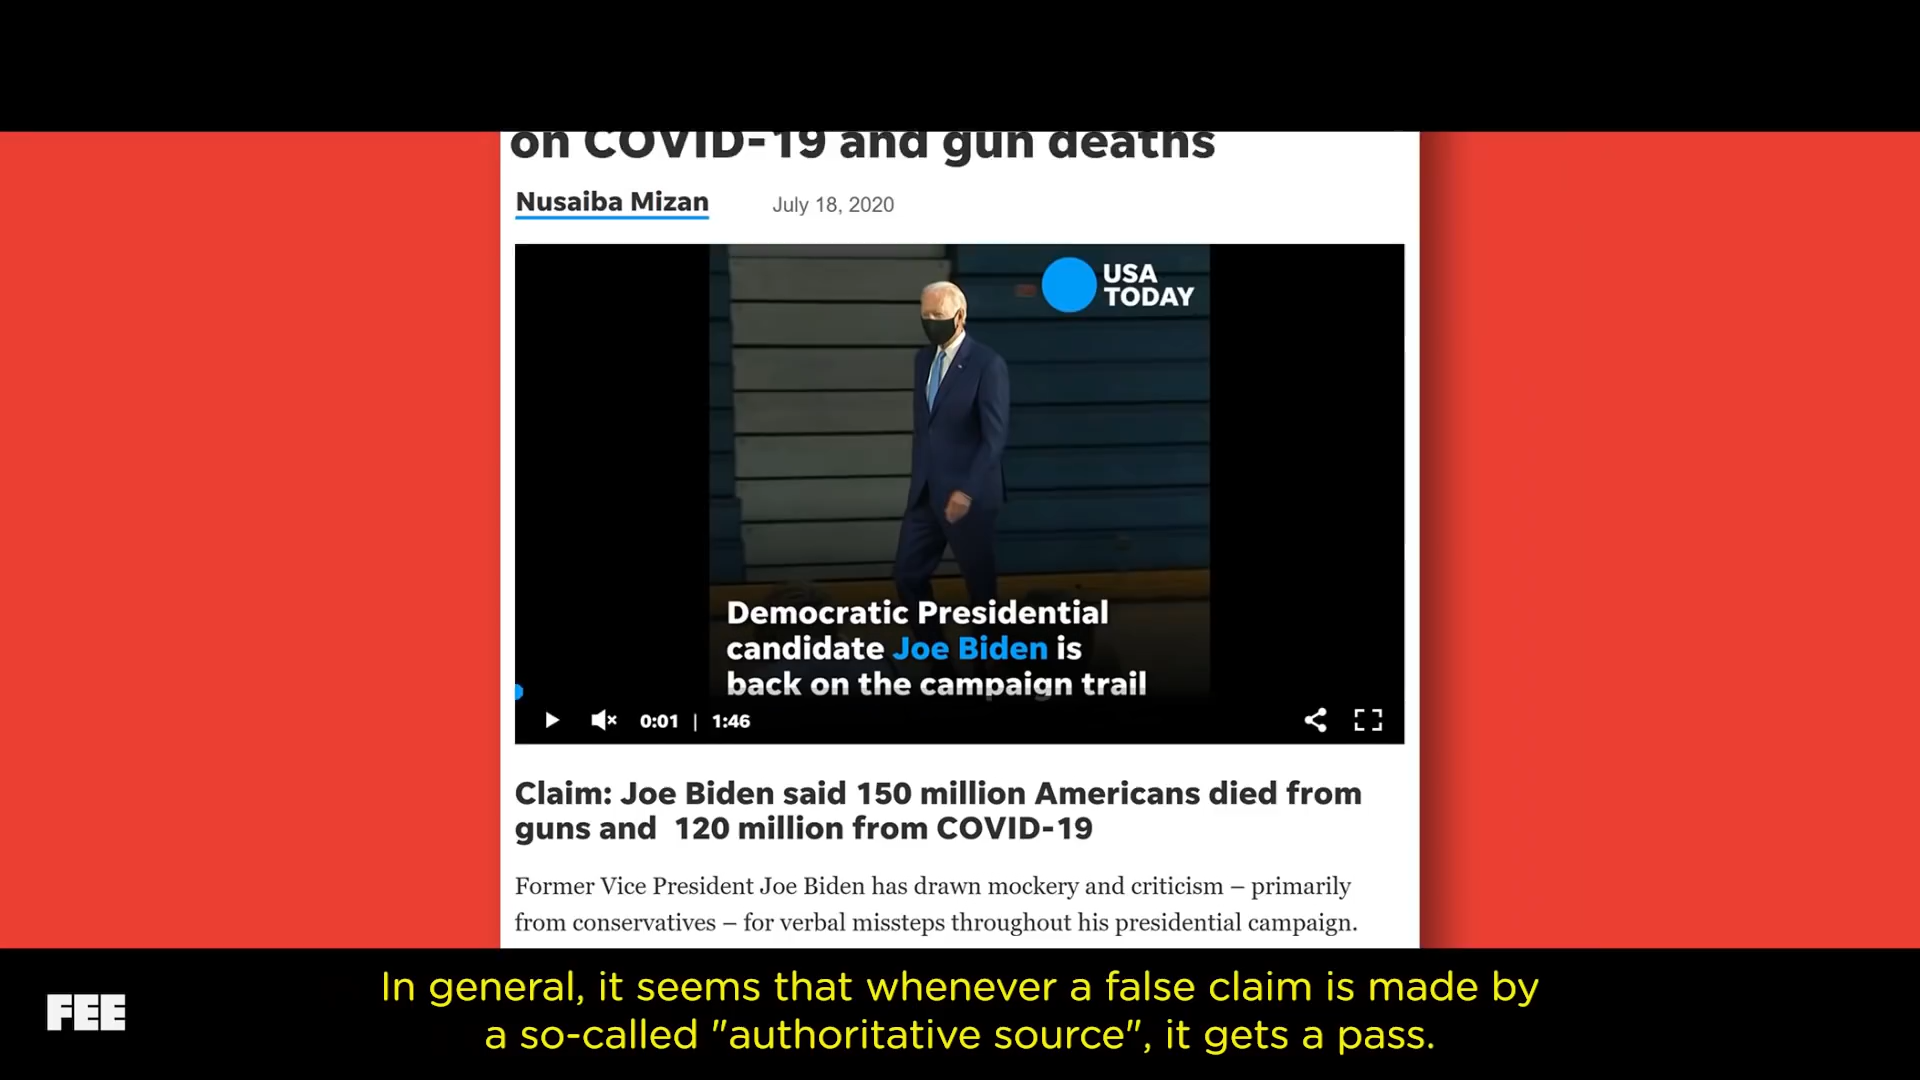 on COVID-19 and gun deaths
Nusaiba Mizan July 18, 2020
USA
TODAY
Democratic Presidential
candidate Joe Biden is
back on the campaign trail
0:01 | 1:46
Claim: Joe Biden said 150 million Americans died from
guns and 120 million from COVID-19
Former Vice President Joe Biden has drawn mockery and criticism – primarily
from conservatives – for verbal missteps throughout his presidential campaign.
In general, it seems that whenever a false claim is made by
a so-called "authoritative source", it gets a pass.
FEE